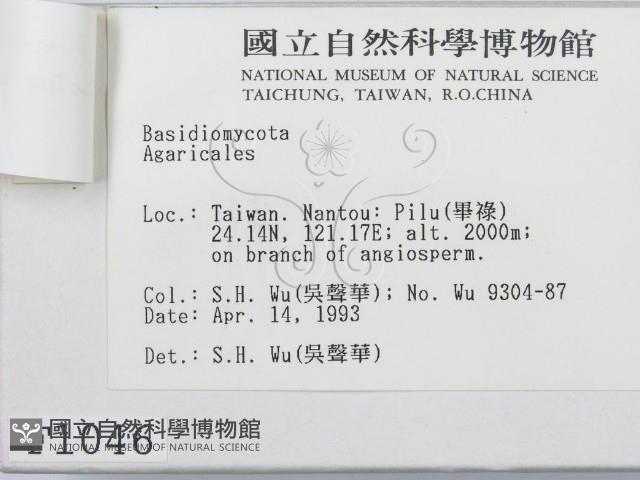 國立自然科學博物館
NATIONAL MUSEUM OF NATURAL SCIENCE
TAICHUNG, TAIWAN, R.O.CHINA
Basidiomycota
Agaricales
Loc.: Taiwan. Nantou: Pilu(畢祿)
24.14N, 121.17E; alt. 2000m;
on branch of angiosperm.
Col.: S.H. Wu(吳聲華); No. Wu 9304-87
Date: Apr. 14, 1993
Det.: S.H. Wu(吳聲華)
國立自然科學博物館
NATIONAL MUSEUM OF NATURAL SCIENCE
F1046